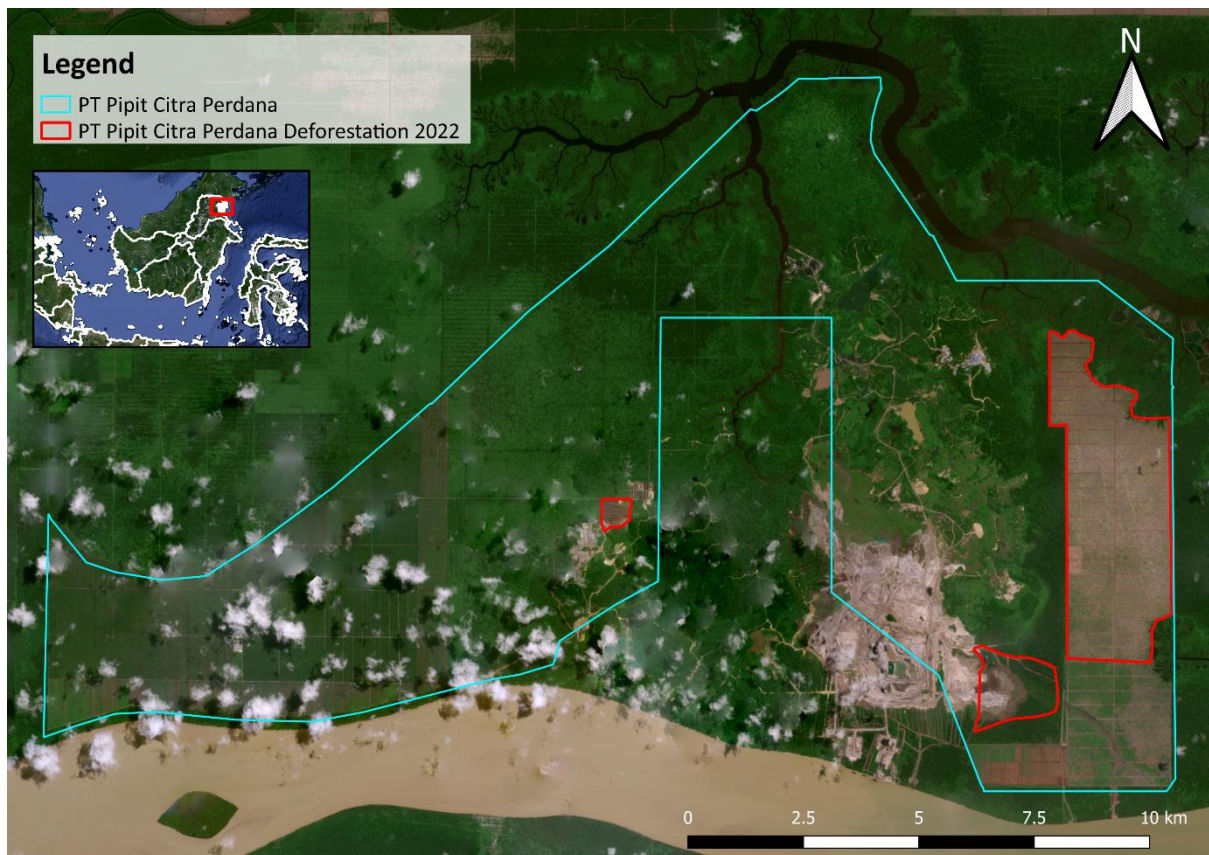 Legend
PT Pipit Citra Perdana
PT Pipit Citra Perdana Deforestation 2022
N
0 2.5 5 7.5 10 km